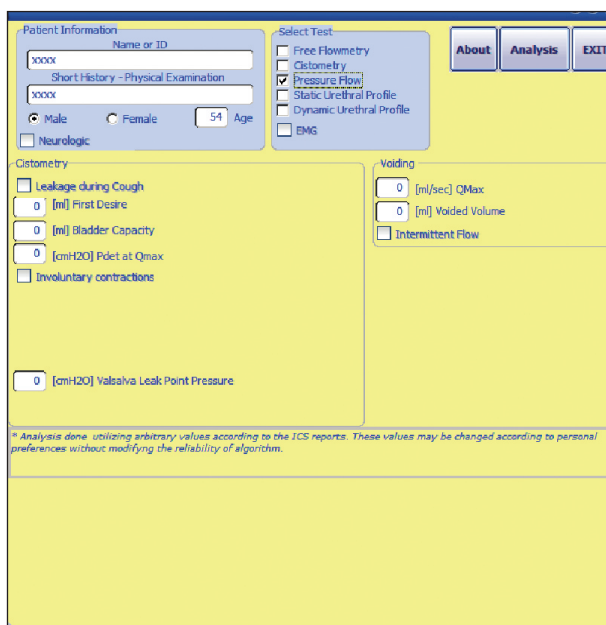 Patient Information
Name or ID
xxxx
Short History - Physical Examination
xxxx
Male Female 54 Age
Neurologic
Select Test
Free Flowmetry
Cistometry
Pressure Flow
Static Urethral Profile
Dynamic Urethral Profile
EMG
About Analysis EXIT
Cistometry
Leakage during Cough
0 [ml] First Desire
0 [ml] Bladder Capacity
0 [cmH2O] Pdet at Qmax
Involuntary contractions
0 [cmH2O] Valsalva Leak Point Pressure
Voiding
0 [ml/sec] QMax
0 [ml] Voided Volume
Intermittent Flow
* Analysis done utilizing arbitrary values according to the ICS reports. These values may be changed according to personal
preferences without modifyng the reliability of algorithm.